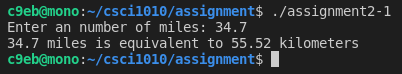 c9eb@mono:~/csci1010/assignment$ ./assignment2-1
Enter an number of miles: 34.7
34.7 miles is equivalent to 55.52 kilometers
c9eb@mono:~/csci1010/assignment$